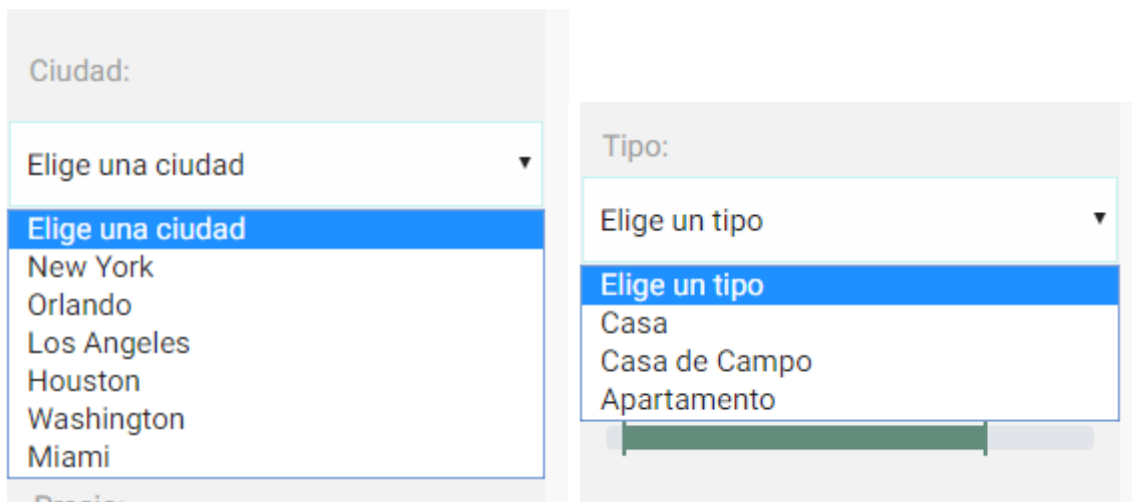 Ciudad:
Elige una ciudad
Elige una ciudad
New York
Orlando
Los Angeles
Houston
Washington
Miami
Precio:
Tipo:
Elige un tipo
Elige un tipo
Casa
Casa de Campo
Apartamento